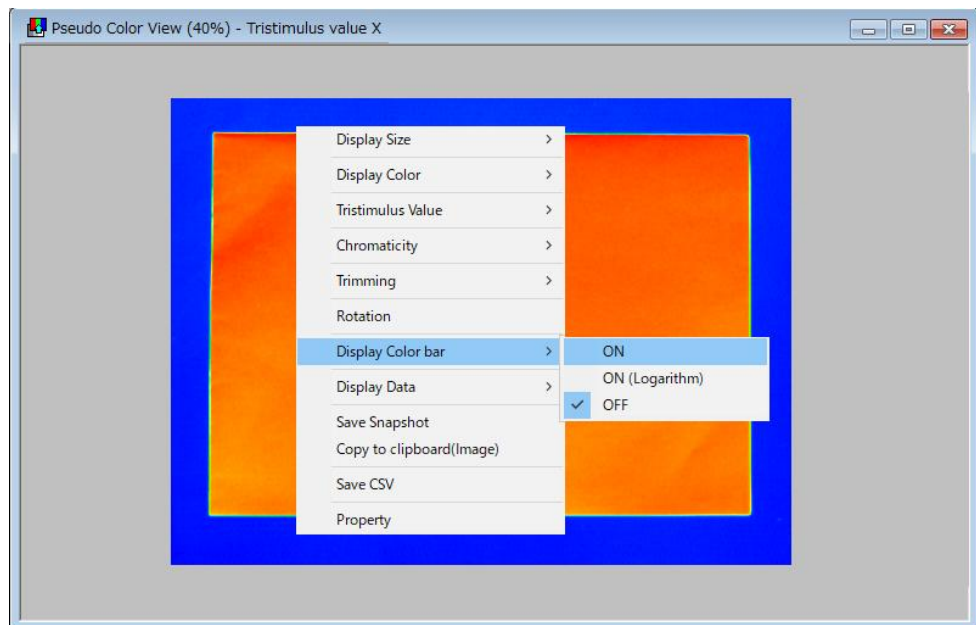 Pseudo Color View (40%) - Tristimulus value X
Display Size
Display Color
Tristimulus Value
Chromaticity
Trimming
Rotation
Display Color bar
ON
ON (Logarithm)
OFF
Display Data
Save Snapshot
Copy to clipboard(Image)
Save CSV
Property